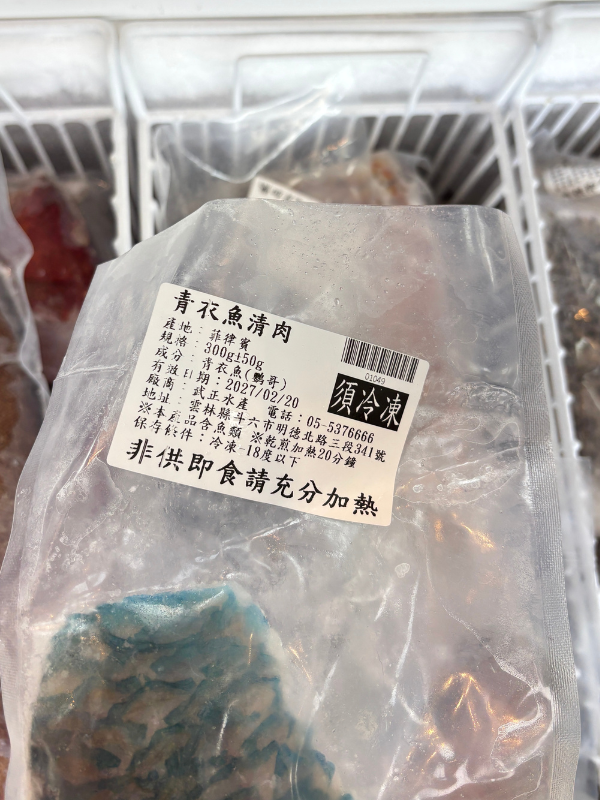 青衣魚清肉
產地：菲律賓
規格：300g±50g
成分：青衣魚(鸚哥)
有效日期：2027/02/20
廠商：武正水產 電話：05-5376666
地址：雲林縣斗六市明德北路三段341號
※本產品含魚類 ※乾煎加熱20分鐘
保存條件：冷凍-18度以下
非供即食請充分加熱
01049
須冷凍